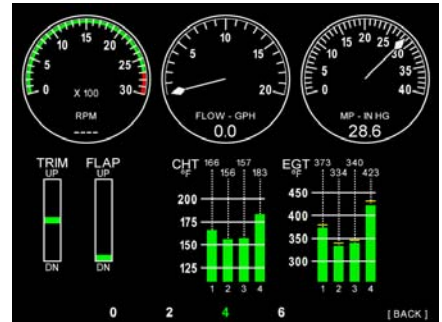 10 15 20
5 25
0 30
X 100
RPM
----
5 10 15
0 20
FLOW - GPH
0.0
10 15 20 25 30
5 35
0 40
MP - IN HG
28.6
TRIM FLAP
UP UP
DN DN
CHT 166 157
°F 156 183
200
175
150
125
1 2 3 4
EGT 373 340
°F 334 423
450
400
350
300
1 2 3 4
0 2 4 6 [ BACK ]